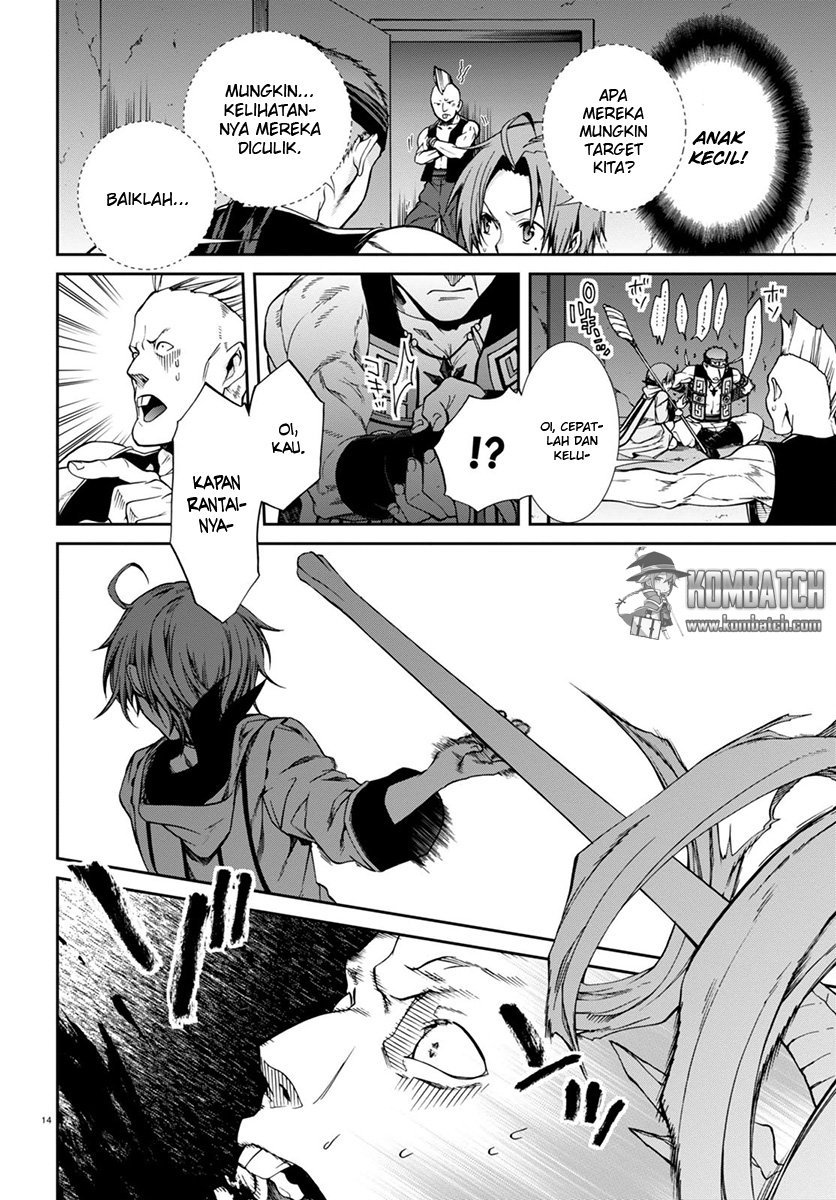 ANAK
KECIL!
APA
MEREKA
MUNGKIN
TARGET
KITA?
MUNGKIN...
KELIHATAN-
NYA MEREKA
DICULIK.
BAIKLAH...
OI, CEPAT-
LAH DAN
KELU-
!?
OI,
KAU.
KAPAN
RANTAI-
NYA-
KOMBATCH
www.kombatch.com
14